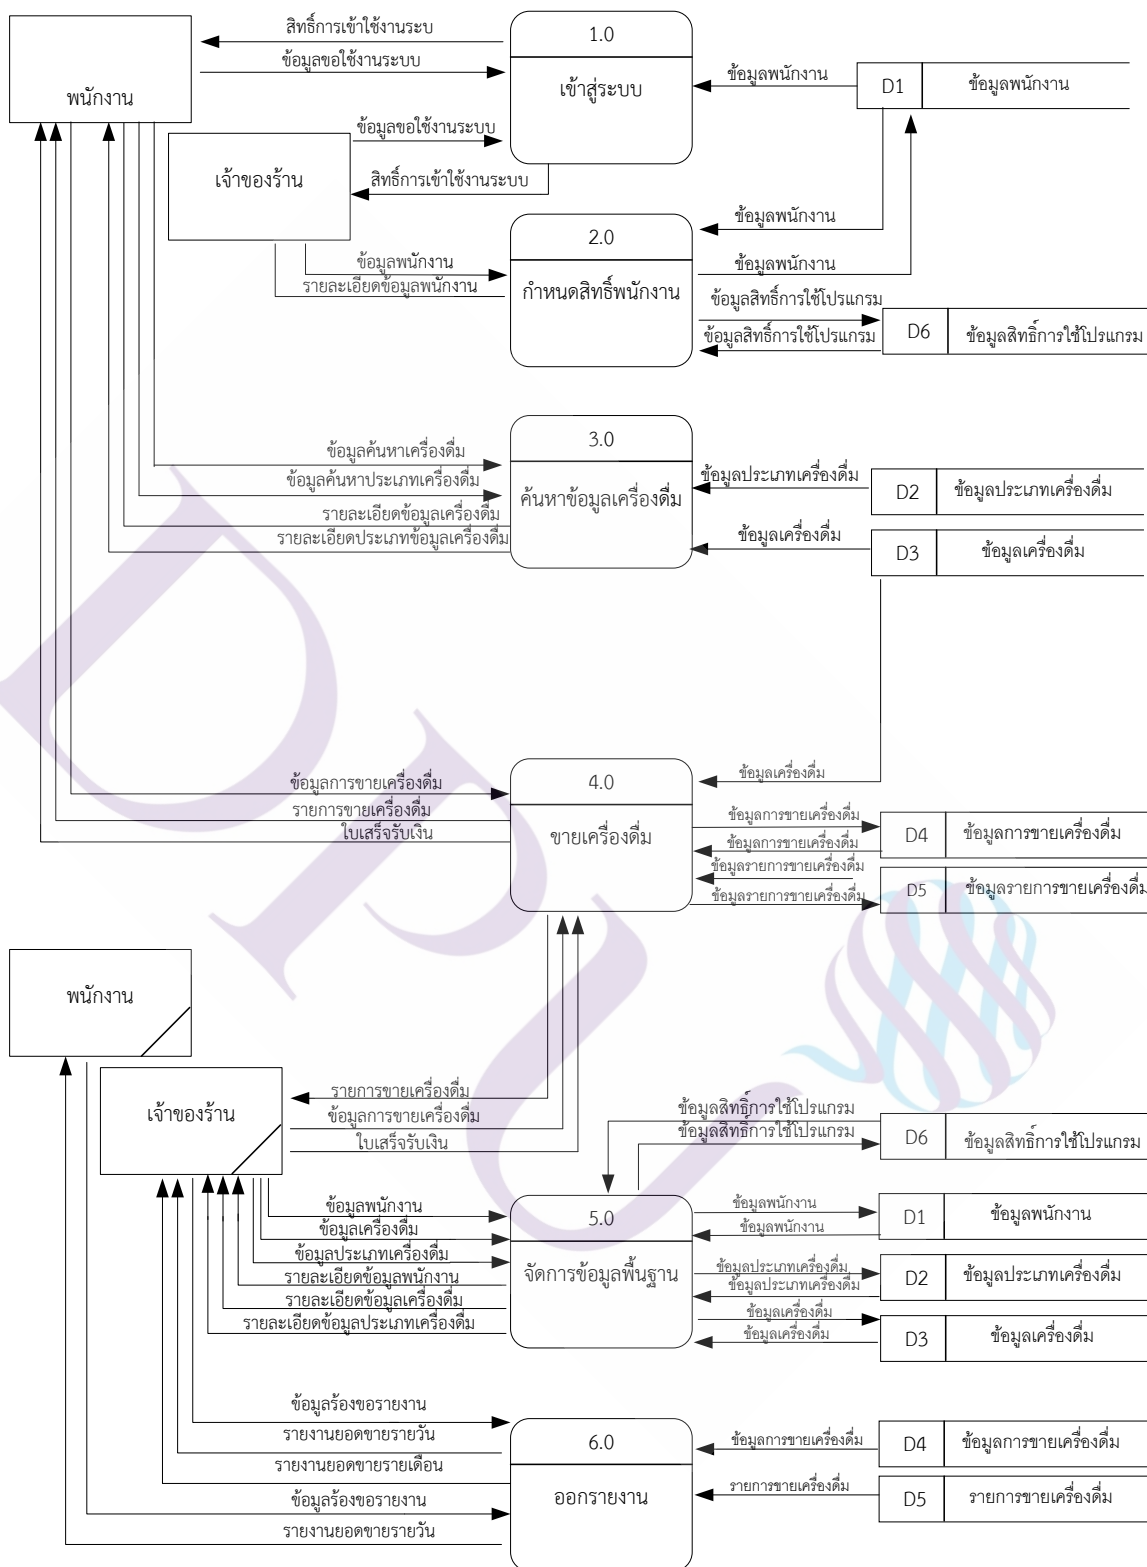 สิทธิ์การเข้าใช้งานระบ
1.0
ข้อมูลขอใช้งานระบบ
พนักงาน
เข้าสู่ระบบ
ข้อมูลพนักงาน
D1
ข้อมูลพนักงาน
ข้อมูลขอใช้งานระบบ
เจ้าของร้าน
สิทธิ์การเข้าใช้งานระบบ
2.0
ข้อมูลพนักงาน
ข้อมูลพนักงาน
ข้อมูลพนักงาน
รายละเอียดข้อมูลพนักงาน
กำหนดสิทธิ์พนักงาน
ข้อมูลสิทธิ์การใช้โปรแกรม
ข้อมูลสิทธิ์การใช้โปรแกรม
D6
ข้อมูลสิทธิ์การใช้โปรแกรม
3.0
ข้อมูลค้นหาเครื่องดื่ม
ข้อมูลค้นหาประเภทเครื่องดื่ม
รายละเอียดข้อมูลเครื่องดื่ม
รายละเอียดประเภทข้อมูลเครื่องดื่ม
ค้นหาข้อมูลเครื่องดื่ม
ข้อมูลประเภทเครื่องดื่ม
D2
ข้อมูลประเภทเครื่องดื่ม
ข้อมูลเครื่องดื่ม
D3
ข้อมูลเครื่องดื่ม
4.0
ข้อมูลการขายเครื่องดื่ม
รายการขายเครื่องดื่ม
ใบเสร็จรับเงิน
ขายเครื่องดื่ม
ข้อมูลเครื่องดื่ม
ข้อมูลการขายเครื่องดื่ม
ข้อมูลการขายเครื่องดื่ม
D4
ข้อมูลการขายเครื่องดื่ม
ข้อมูลรายการขายเครื่องดื่ม
ข้อมูลรายการขายเครื่องดื่ม
D5
ข้อมูลรายการขายเครื่องดื่ม
พนักงาน
เจ้าของร้าน
รายการขายเครื่องดื่ม
ข้อมูลการขายเครื่องดื่ม
ใบเสร็จรับเงิน
ข้อมูลสิทธิ์การใช้โปรแกรม
ข้อมูลสิทธิ์การใช้โปรแกรม
D6
ข้อมูลสิทธิ์การใช้โปรแกรม
5.0
ข้อมูลพนักงาน
ข้อมูลเครื่องดื่ม
ข้อมูลประเภทเครื่องดื่ม
รายละเอียดข้อมูลพนักงาน
รายละเอียดข้อมูลเครื่องดื่ม
รายละเอียดข้อมูลประเภทเครื่องดื่ม
จัดการข้อมูลพื้นฐาน
ข้อมูลพนักงาน
ข้อมูลพนักงาน
D1
ข้อมูลพนักงาน
ข้อมูลประเภทเครื่องดื่ม
ข้อมูลประเภทเครื่องดื่ม
D2
ข้อมูลประเภทเครื่องดื่ม
ข้อมูลเครื่องดื่ม
ข้อมูลเครื่องดื่ม
D3
ข้อมูลเครื่องดื่ม
ข้อมูลร้องขอรายงาน
รายงานยอดขายรายวัน
รายงานยอดขายรายเดือน
ข้อมูลร้องขอรายงาน
รายงานยอดขายรายวัน
6.0
ออกรายงาน
ข้อมูลการขายเครื่องดื่ม
D4
ข้อมูลการขายเครื่องดื่ม
รายการขายเครื่องดื่ม
D5
รายการขายเครื่องดื่ม
DPU